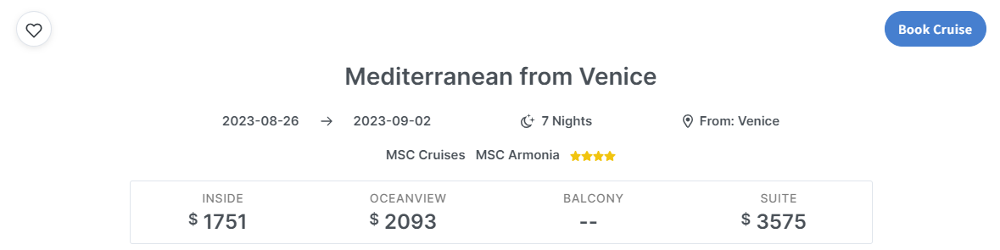 Book Cruise
Mediterranean from Venice
2023-08-26 → 2023-09-02 7 Nights From: Venice
MSC Cruises MSC Armonia
INSIDE OCEANVIEW BALCONY SUITE
$ 1751 $ 2093 -- $ 3575